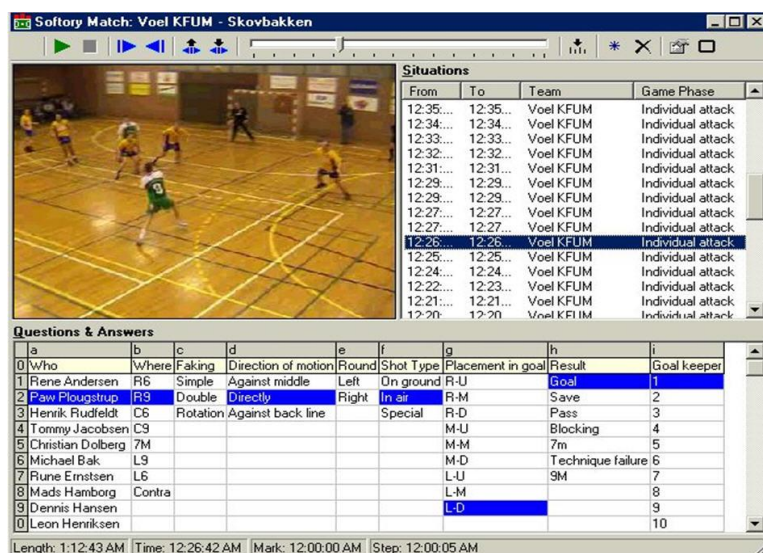 Softory Match: Voel KFUM - Skovbakken
Situations
From To Team Game Phase
12:35:... 12:35... Voel KFUM Individual attack
12:34:... 12:34... Voel KFUM Individual attack
12:33:... 12:33... Voel KFUM Individual attack
12:32:... 12:32... Voel KFUM Individual attack
12:31:... 12:31... Voel KFUM Individual attack
12:29:... 12:29... Voel KFUM Individual attack
12:29:... 12:29... Voel KFUM Individual attack
12:27:... 12:27... Voel KFUM Individual attack
12:27:... 12:27... Voel KFUM Individual attack
12:26:... 12:26... Voel KFUM Individual attack
12:25:... 12:25... Voel KFUM Individual attack
12:24:... 12:24... Voel KFUM Individual attack
12:22:... 12:23... Voel KFUM Individual attack
12:21:... 12:21... Voel KFUM Individual attack
12:20: 12:20 Voel KFUM Individual attack
Questions & Answers
a b c d e f g h i
0 Who Where Faking Direction of motion Round Shot Type Placement in goal Result Goal keeper
1 Rene Andersen R6 Simple Against middle Left On ground R-U Goal 1
2 Paw Plougstrup R9 Double Directly Right In air R-M Save 2
3 Henrik Rudfeldt C6 Rotation Against back line Special R-D Pass 3
4 Tommy Jacobsen C9 M-U Blocking 4
5 Christian Dolberg 7M M-M 7m 5
6 Michael Bak L9 M-D Technique failure 6
7 Rune Ernstsen L6 L-U 9M 7
8 Mads Hamborg Contra L-M 8
9 Dennis Hansen L-D 9
0 Leon Henriksen 10
Length: 1:12:43 AM Time: 12:26:42 AM Mark: 12:00:00 AM Step: 12:00:05 AM